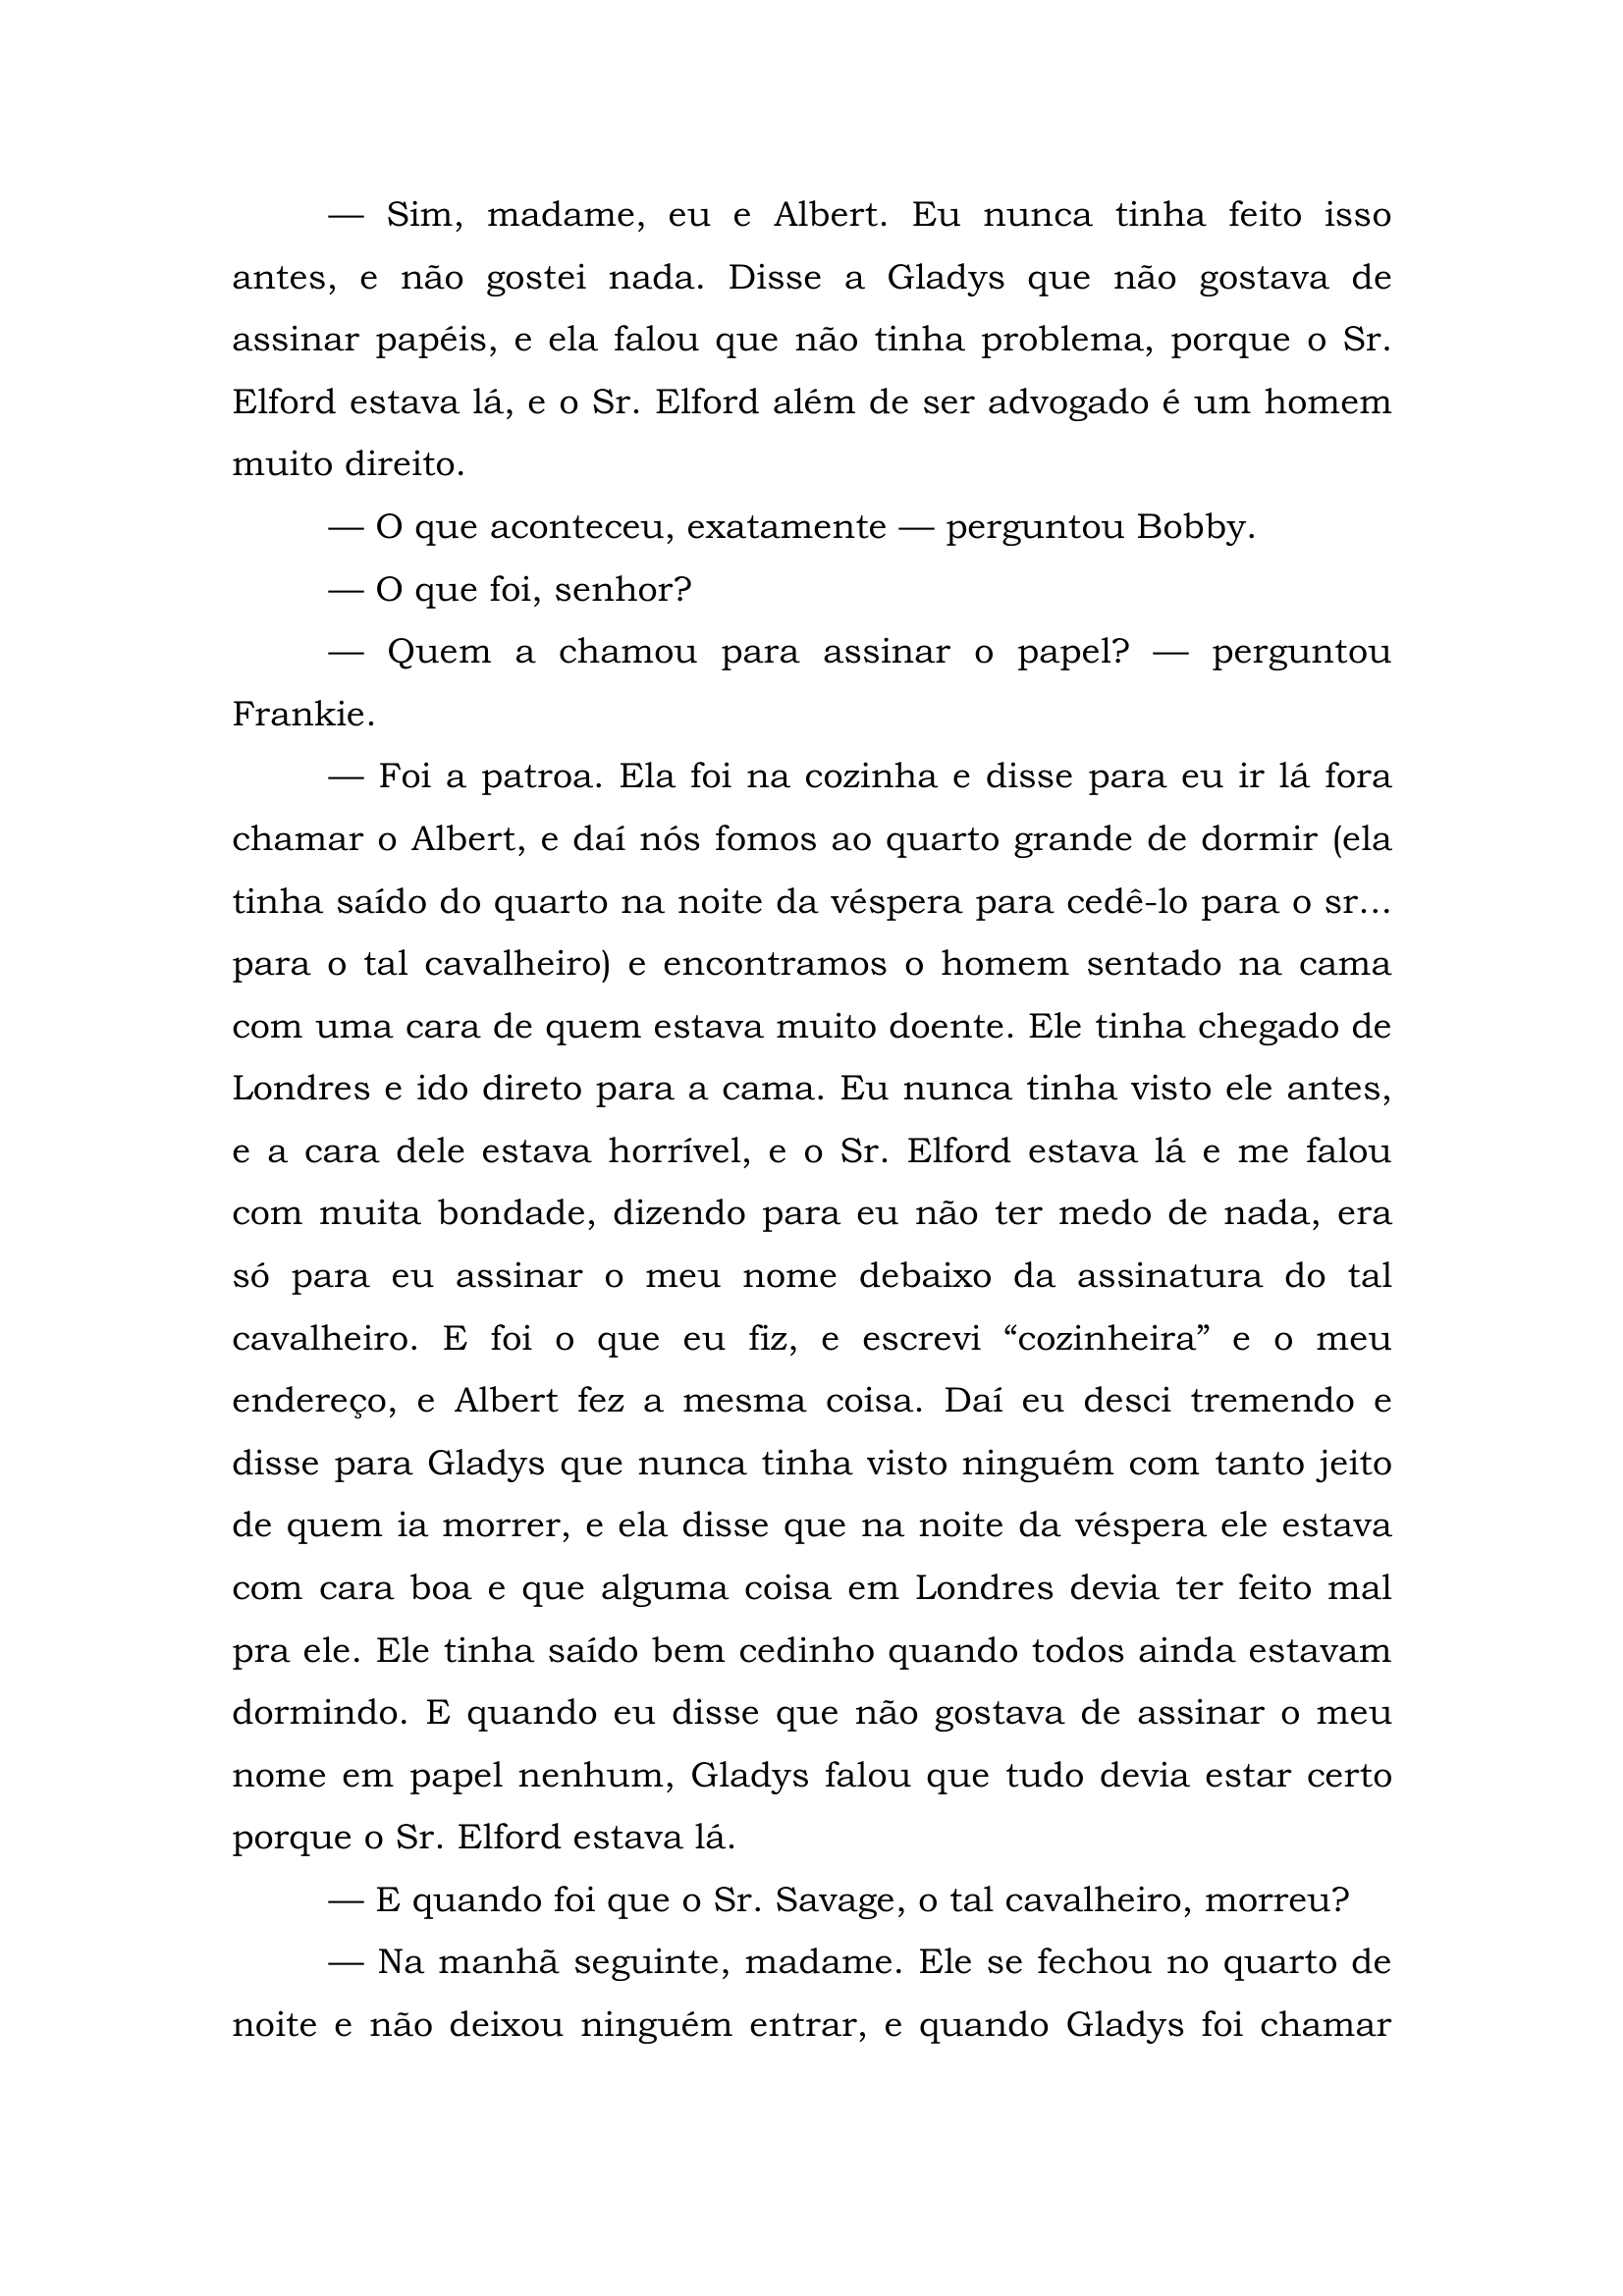 — Sim, madame, eu e Albert. Eu nunca tinha feito isso
antes, e não gostei nada. Disse a Gladys que não gostava de
assinar papéis, e ela falou que não tinha problema, porque o Sr.
Elford estava lá, e o Sr. Elford além de ser advogado é um homem
muito direito.
— O que aconteceu, exatamente — perguntou Bobby.
— O que foi, senhor?
— Quem a chamou para assinar o papel? — perguntou
Frankie.
— Foi a patroa. Ela foi na cozinha e disse para eu ir lá fora
chamar o Albert, e daí nós fomos ao quarto grande de dormir (ela
tinha saído do quarto na noite da véspera para cedê-lo para o sr...
para o tal cavalheiro) e encontramos o homem sentado na cama
com uma cara de quem estava muito doente. Ele tinha chegado de
Londres e ido direto para a cama. Eu nunca tinha visto ele antes,
e a cara dele estava horrível, e o Sr. Elford estava lá e me falou
com muita bondade, dizendo para eu não ter medo de nada, era
só para eu assinar o meu nome debaixo da assinatura do tal
cavalheiro. E foi o que eu fiz, e escrevi “cozinheira” e o meu
endereço, e Albert fez a mesma coisa. Daí eu desci tremendo e
disse para Gladys que nunca tinha visto ninguém com tanto jeito
de quem ia morrer, e ela disse que na noite da véspera ele estava
com cara boa e que alguma coisa em Londres devia ter feito mal
pra ele. Ele tinha saído bem cedinho quando todos ainda estavam
dormindo. E quando eu disse que não gostava de assinar o meu
nome em papel nenhum, Gladys falou que tudo devia estar certo
porque o Sr. Elford estava lá.
— E quando foi que o Sr. Savage, o tal cavalheiro, morreu?
— Na manhã seguinte, madame. Ele se fechou no quarto de
noite e não deixou ninguém entrar, e quando Gladys foi chamar